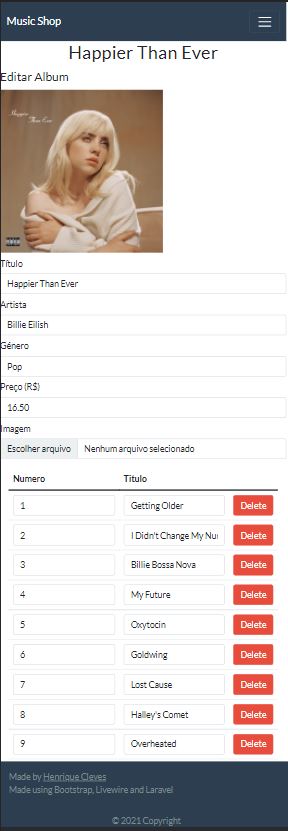 Music Shop
Happier Than Ever
Editar Album
Happier
Than Ever
Título
Happier Than Ever
Artista
Billie Eilish
Género
Pop
Preço (R$)
16.50
Imagem
Escolher arquivo Nenhum arquivo selecionado
Numero Titulo
1 Getting Older Delete
2 I Didn't Change My Nu Delete
3 Billie Bossa Nova Delete
4 My Future Delete
5 Oxytocin Delete
6 Goldwing Delete
7 Lost Cause Delete
8 Halley's Comet Delete
9 Overheated Delete
Made by Henrique Cleves
Made using Bootstrap, Livewire and Laravel
© 2021 Copyright